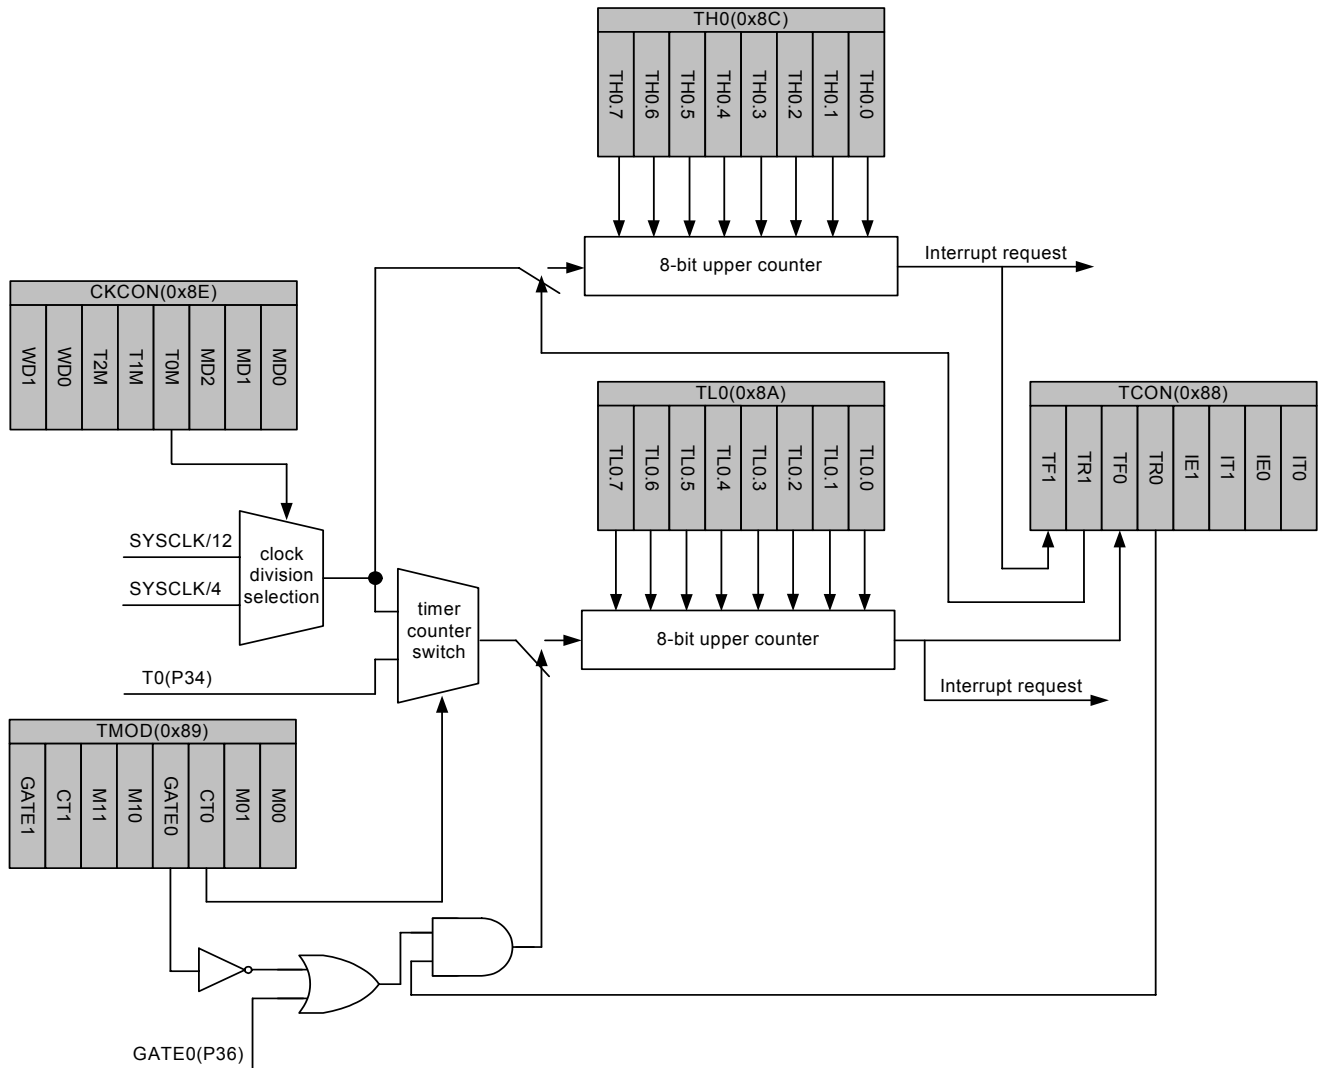 TH0(0x8C)
TH0.7
TH0.6
TH0.5
TH0.4
TH0.3
TH0.2
TH0.1
TH0.0
8-bit upper counter
Interrupt request
CKCON(0x8E)
WD1
WD0
T2M
T1M
T0M
MD2
MD1
MD0
TL0(0x8A)
TL0.7
TL0.6
TL0.5
TL0.4
TL0.3
TL0.2
TL0.1
TL0.0
TCON(0x88)
TF1
TR1
TF0
TR0
IE1
IT1
IE0
IT0
SYSCLK/12
SYSCLK/4
clock
division
selection
timer
counter
switch
8-bit upper counter
T0(P34)
Interrupt request
TMOD(0x89)
GATE1
CT1
M11
M10
GATE0
CT0
M01
M00
GATE0(P36)